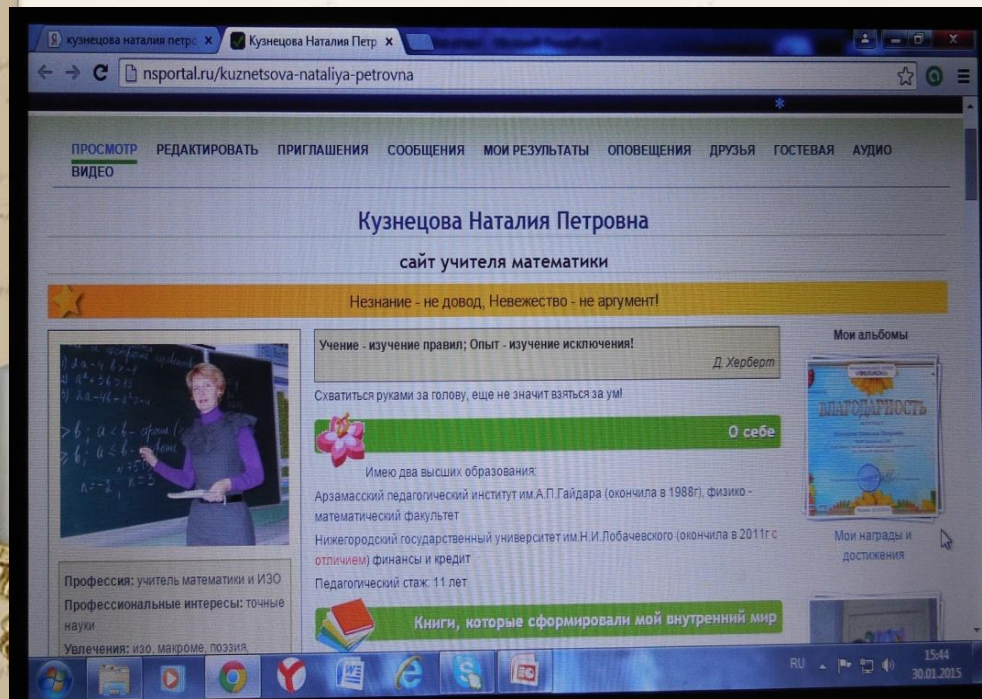 кузнецова наталия петро
Кузнецова Наталия Петр
nsportal.ru/kuznetsova-nataliya-petrovna
ПРОСМОТР РЕДАКТИРОВАТЬ ПРИГЛАШЕНИЯ СООБЩЕНИЯ МОИ РЕЗУЛЬТАТЫ ОПОВЕЩЕНИЯ ДРУЗЬЯ ГОСТЕВАЯ АУДИО
ВИДЕО
Кузнецова Наталия Петровна
сайт учителя математики
Незнание - не довод, Невежество - не аргумент!
Учение - изучение правил; Опыт - изучение исключения!
Д. Херберт
Схватиться руками за голову, еще не значит взяться за ум!
О себе
Имею два высших образования:
Арзамасский педагогический институт им.А.П.Гайдара (окончила в 1988г), физико -
математический факультет
Нижегородский государственный университет им.Н.И.Лобачевского (окончила в 2011г с
отличием) финансы и кредит
Педагогический стаж: 11 лет
Книги, которые сформировали мой внутренний мир
Профессия: учитель математики и ИЗО
Профессиональные интересы: точные
науки
Увлечения: изо, макроме, поэзия,
Мои альбомы
БЛАГОДАРНОСТЬ
Мои награды и
достижения
RU
15:44
30.01.2015